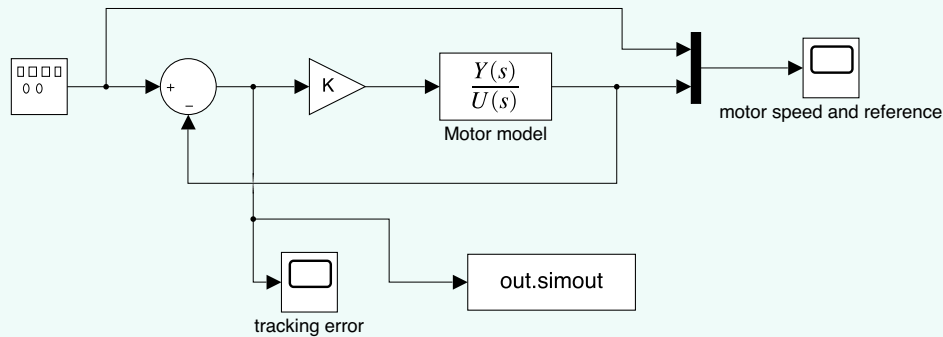 +
−
K
Y(s)
U(s)
Motor model
motor speed and reference
tracking error
out.simout